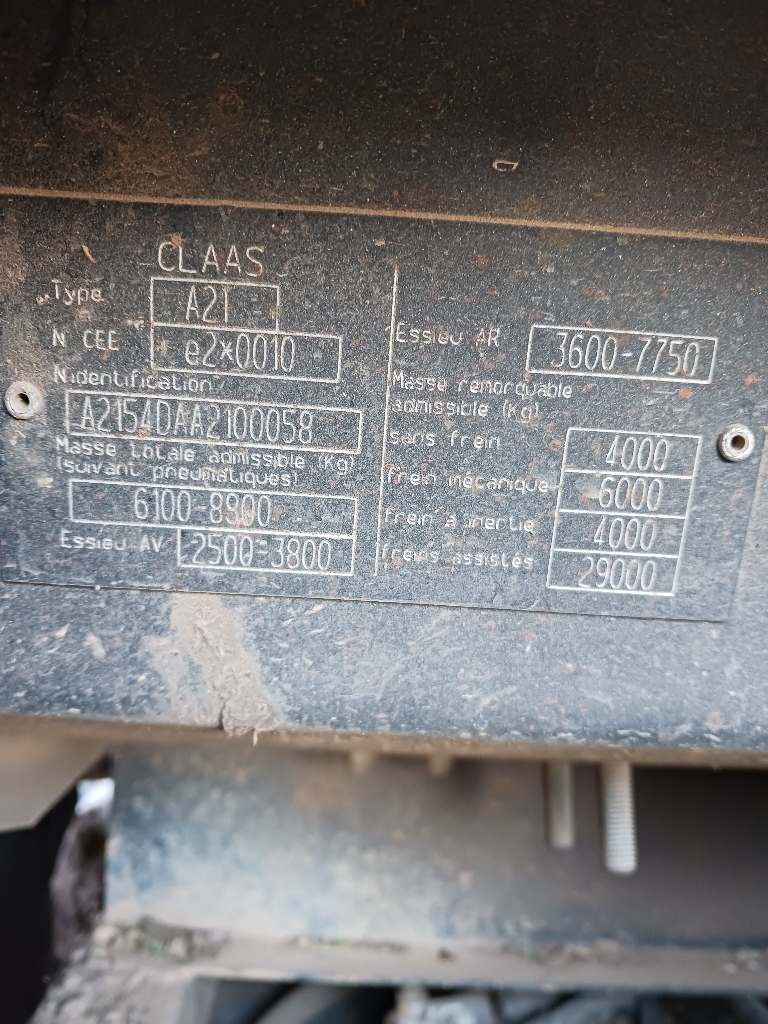 CLAAS
Type A21
N CEE e2*0010
N.identification
A2154DAA2100058
Masse totale admissible (Kg)
(suivant pneumatiques)
6100-8900
Essieu AV 2500-3800
Essieu AR 3600-7750
Masse remorquable
admissible (Kg)
sans frein 4000
frein mécanique 6000
frein à inertie 4000
freins assistés 29000